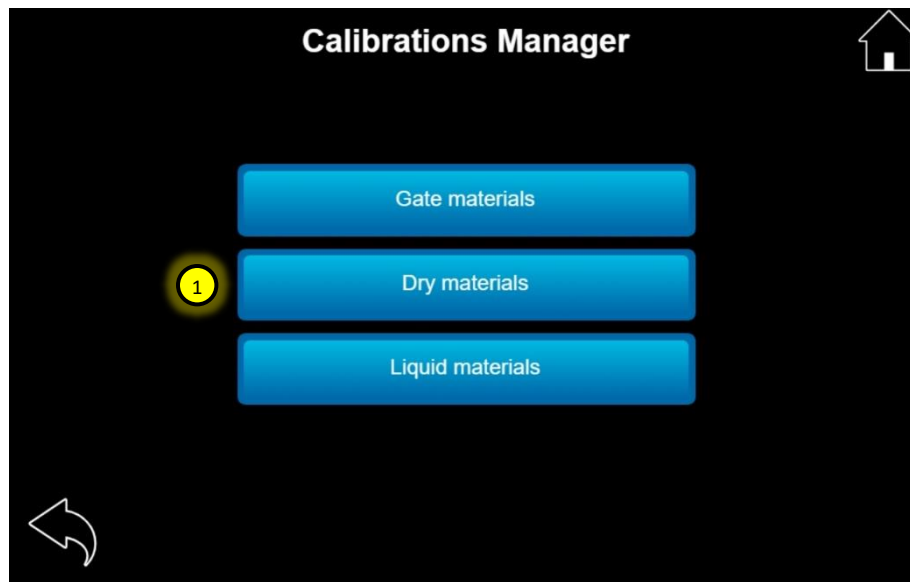 Calibrations Manager
Gate materials
1
Dry materials
Liquid materials